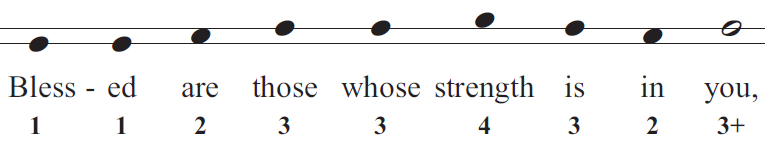 Bless - ed are those whose strength is in you,
1 1 2 3 3 4 3 2 3+